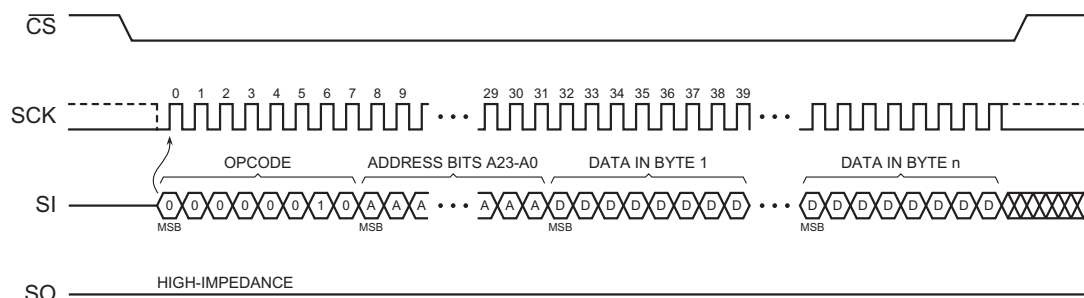 CS
0 1 2 3 4 5 6 7 8 9 29 30 31 32 33 34 35 36 37 38 39
SCK
OPCODE ADDRESS BITS A23-A0 DATA IN BYTE 1 DATA IN BYTE n
SI 0 0 0 0 0 0 1 0 A A A A A A D D D D D D D D D D D D D D D D
MSB MSB MSB MSB
HIGH-IMPEDANCE
SO